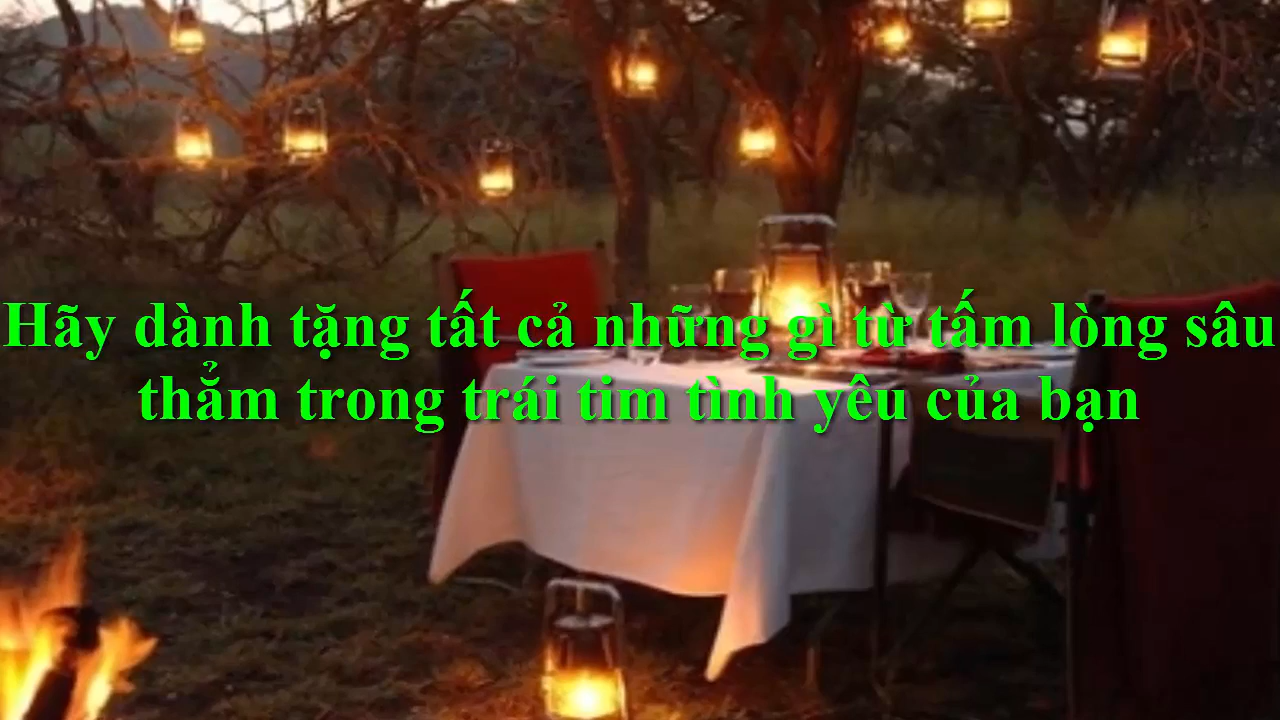 Hãy dành tặng tất cả những gì từ tấm lòng sâu
thẳm trong trái tim tình yêu của bạn